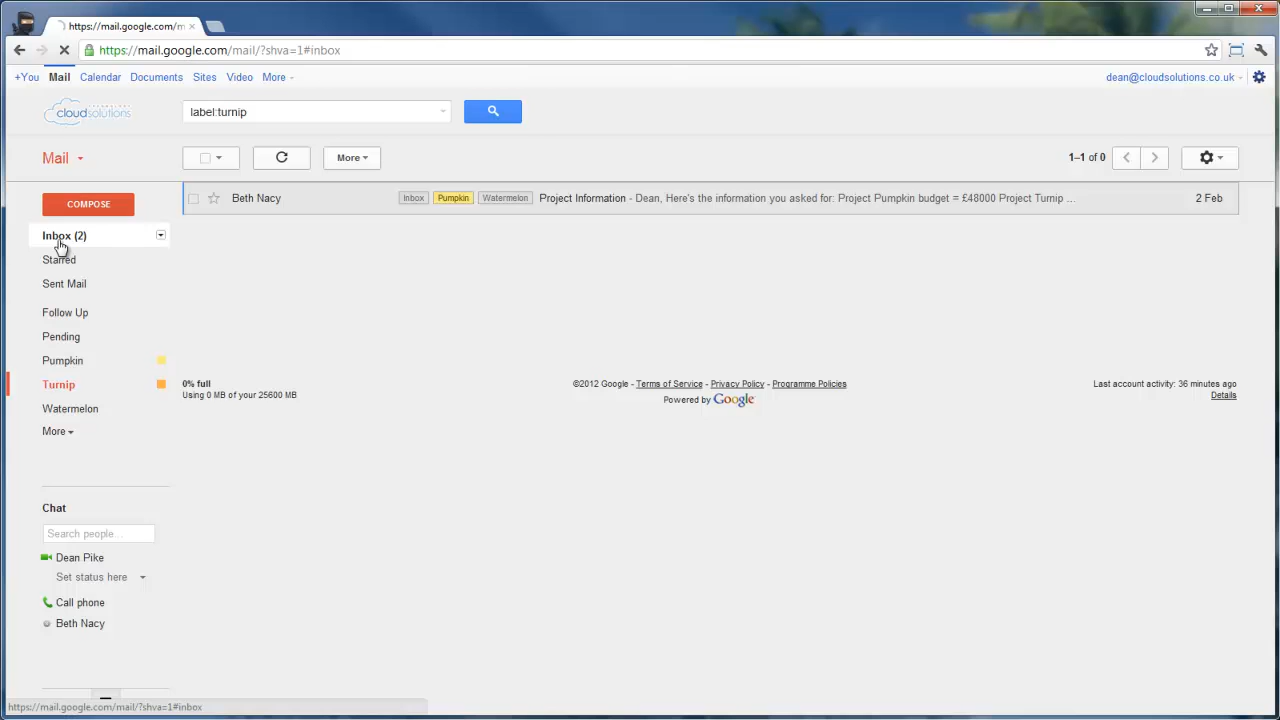 https://mail.google.com/m
https://mail.google.com/mail/?shva=1#inbox
+You Mail Calendar Documents Sites Video More
dean@cloudsolutions.co.uk
cloudsolutions
label:turnip
Mail
More
1–1 of 0
COMPOSE
Beth Nacy Inbox Pumpkin Watermelon Project Information - Dean, Here's the information you asked for: Project Pumpkin budget = £48000 Project Turnip ... 2 Feb
Inbox (2)
Starred
Sent Mail
Follow Up
Pending
Pumpkin
Turnip
Watermelon
More
0% full
Using 0 MB of your 25600 MB
©2012 Google - Terms of Service - Privacy Policy - Programme Policies
Powered by Google
Last account activity: 36 minutes ago
Details
Chat
Search people...
Dean Pike
Set status here
Call phone
Beth Nacy
https://mail.google.com/mail/?shva=1#inbox